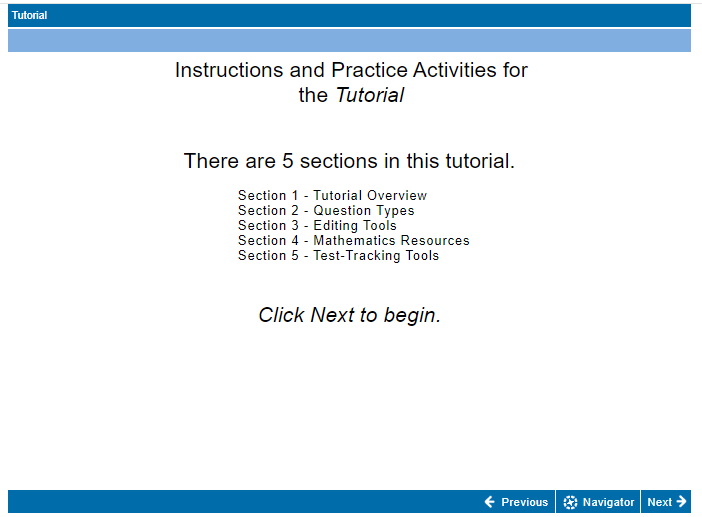 Tutorial
Instructions and Practice Activities for
the Tutorial
There are 5 sections in this tutorial.
Section 1 - Tutorial Overview
Section 2 - Question Types
Section 3 - Editing Tools
Section 4 - Mathematics Resources
Section 5 - Test-Tracking Tools
Click Next to begin.
Previous Navigator Next